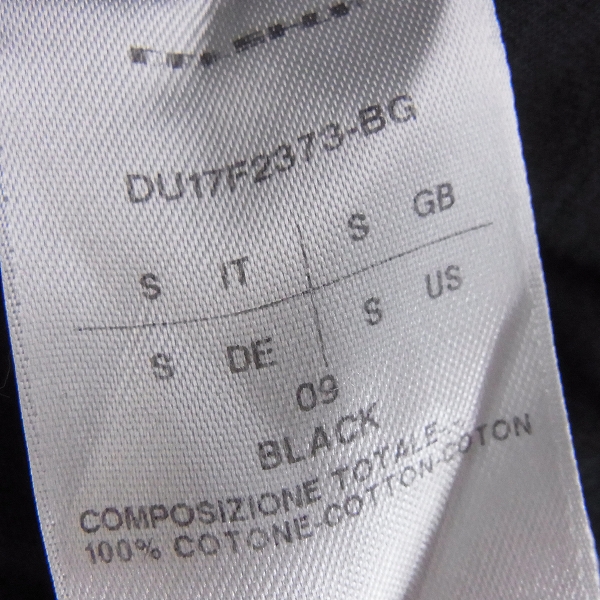 DU17F2373-BG
S IT S GB
S DE S US
09
BLACK
COMPOSIZIONE TOTALE-
100% COTONE-COTTON-COTON